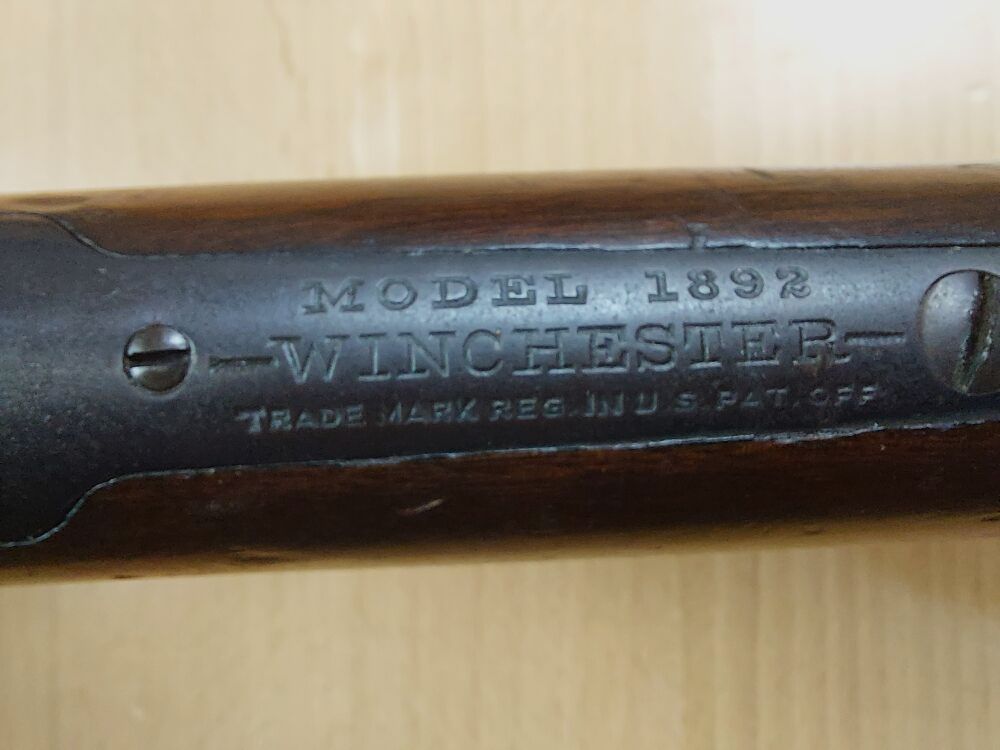 MODEL 1892
—WINCHESTER—
TRADE MARK REG. IN U.S. PAT. OFF.